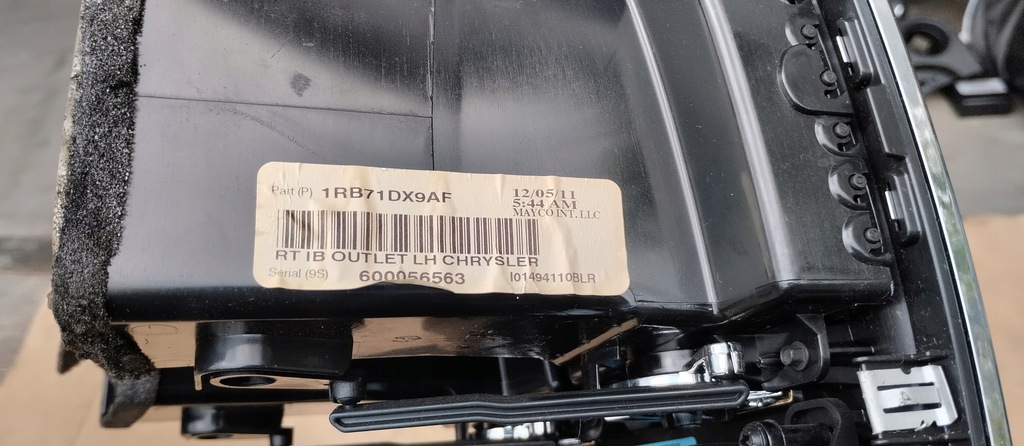 Part (P) 1RB71DX9AF
12/05/11
5:44 AM
MAYCO INT. LLC
RT IB OUTLET LH CHRYSLER
Serial (9S) 600056563 I01494110BLR